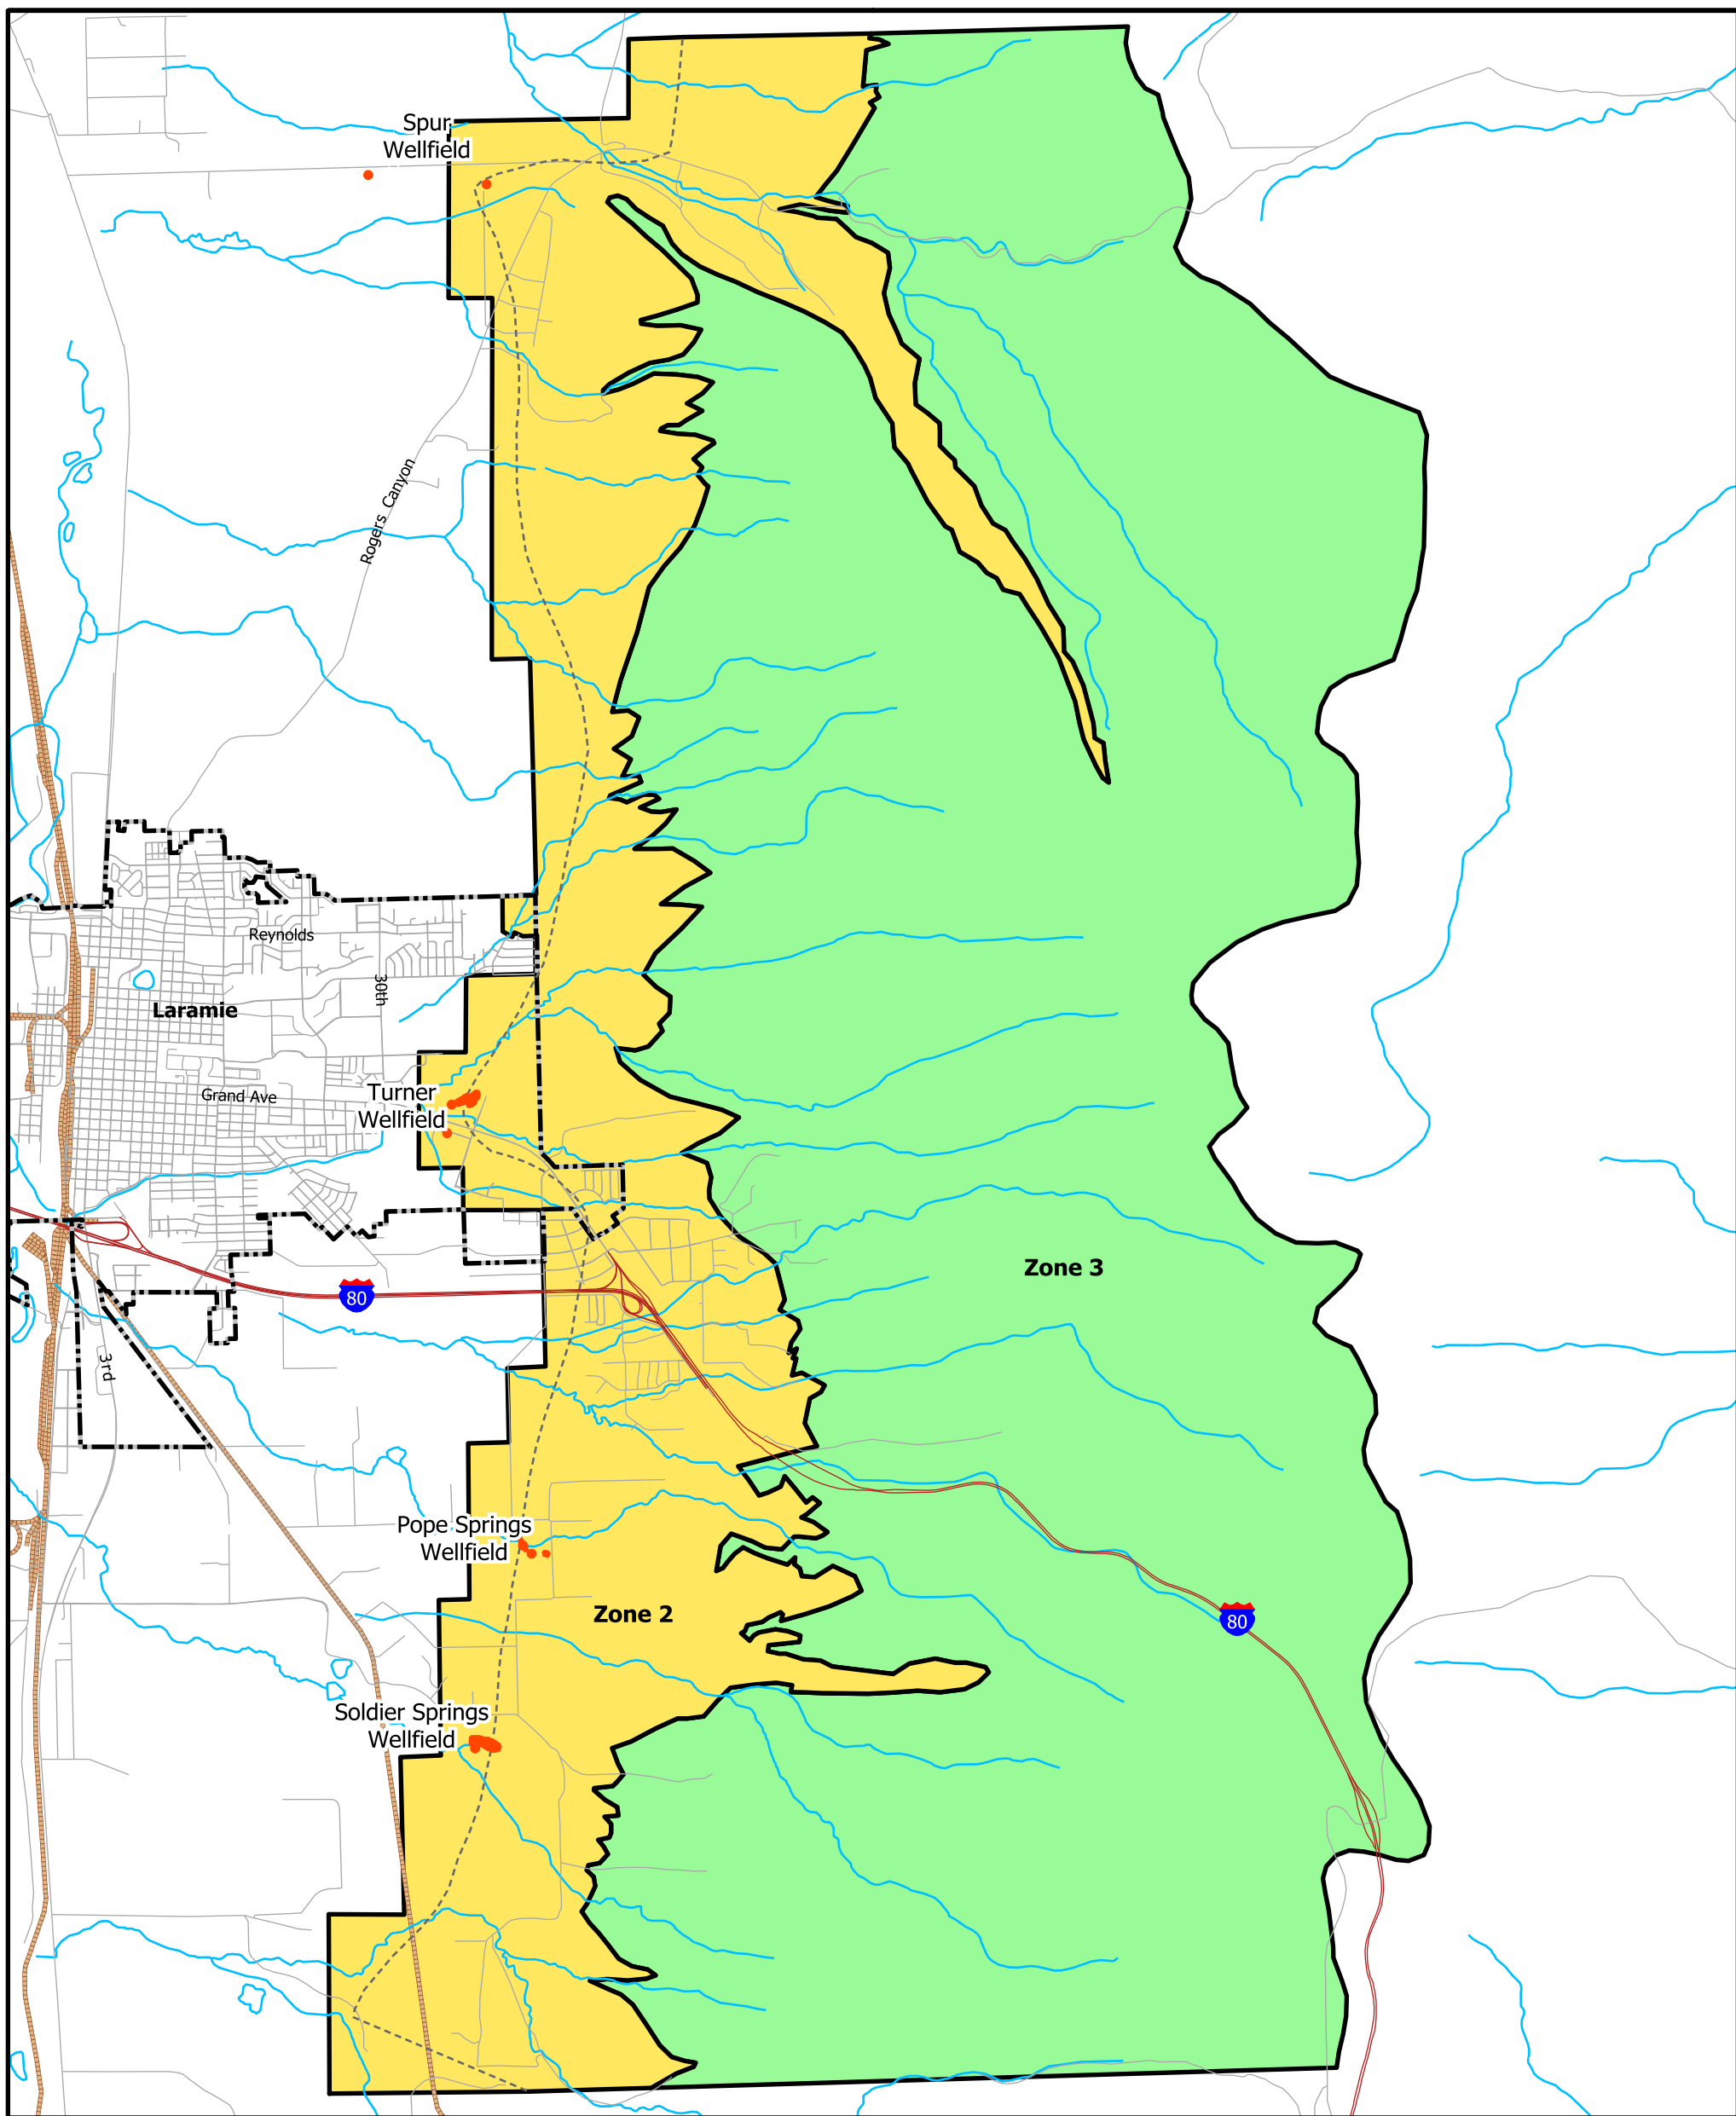 Spur
Wellfield
Rogers Canyon
Reynolds
30th
Laramie
Grand Ave
Turner
Wellfield
Zone 3
80
3rd
Pope Springs
Wellfield
Zone 2
80
Soldier Springs
Wellfield